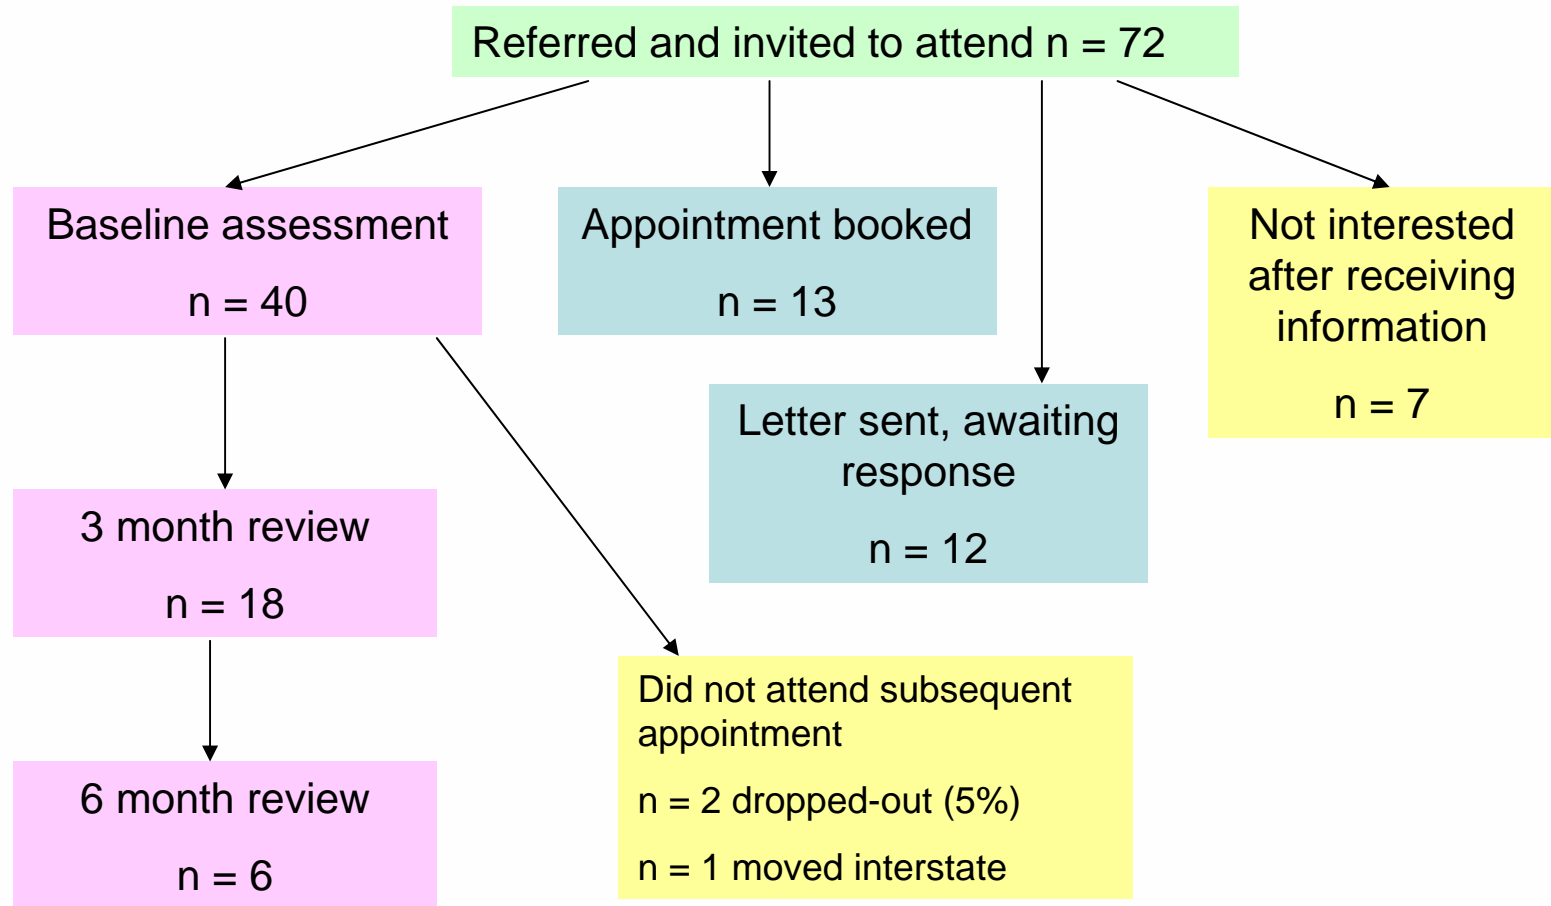 Referred and invited to attend n = 72
Baseline assessment
n = 40
Appointment booked
n = 13
Not interested
after receiving
information
n = 7
Letter sent, awaiting
response
n = 12
3 month review
n = 18
Did not attend subsequent
appointment
n = 2 dropped-out (5%)
n = 1 moved interstate
6 month review
n = 6